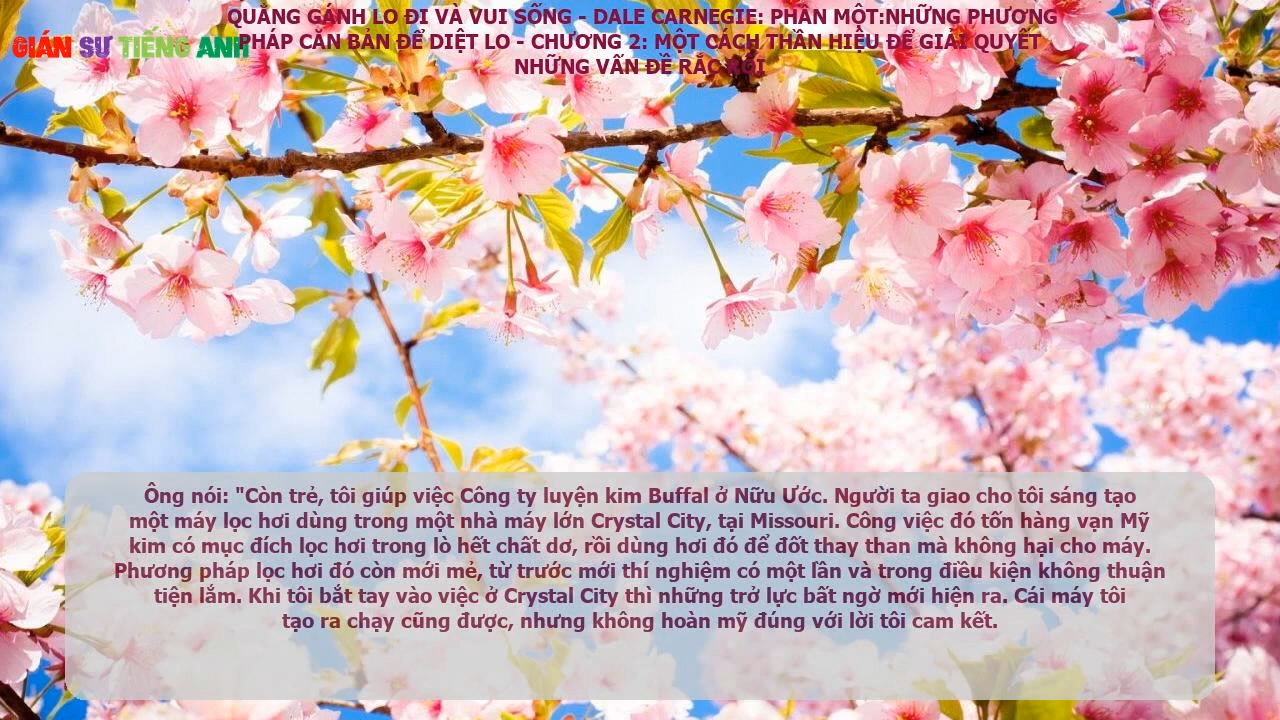 QUẲNG GÁNH LO ĐI VÀ VUI SỐNG - DALE CARNEGIE: PHẦN MỘT:NHỮNG PHƯƠNG
GIÁN SƯ TIẾNG ANH
PHÁP CĂN BẢN ĐỂ DIỆT LO - CHƯƠNG 2: MỘT CÁCH THẦN HIỆU ĐỂ GIẢI QUYẾT
NHỮNG VẤN ĐỀ RẮC RỐI
Ông nói: "Còn trẻ, tôi giúp việc Công ty luyện kim Buffal ở Nữu Ước. Người ta giao cho tôi sáng tạo
một máy lọc hơi dùng trong một nhà máy lớn Crystal City, tại Missouri. Công việc đó tốn hàng vạn Mỹ
kim có mục đích lọc hơi trong lò hết chất dơ, rồi dùng hơi đó để đốt thay than mà không hại cho máy.
Phương pháp lọc hơi đó còn mới mẻ, từ trước mới thí nghiệm có một lần và trong điều kiện không thuận
tiện lắm. Khi tôi bắt tay vào việc ở Crystal City thì những trở lực bất ngờ mới hiện ra. Cái máy tôi
tạo ra chạy cũng được, nhưng không hoàn mỹ đúng với lời tôi cam kết.